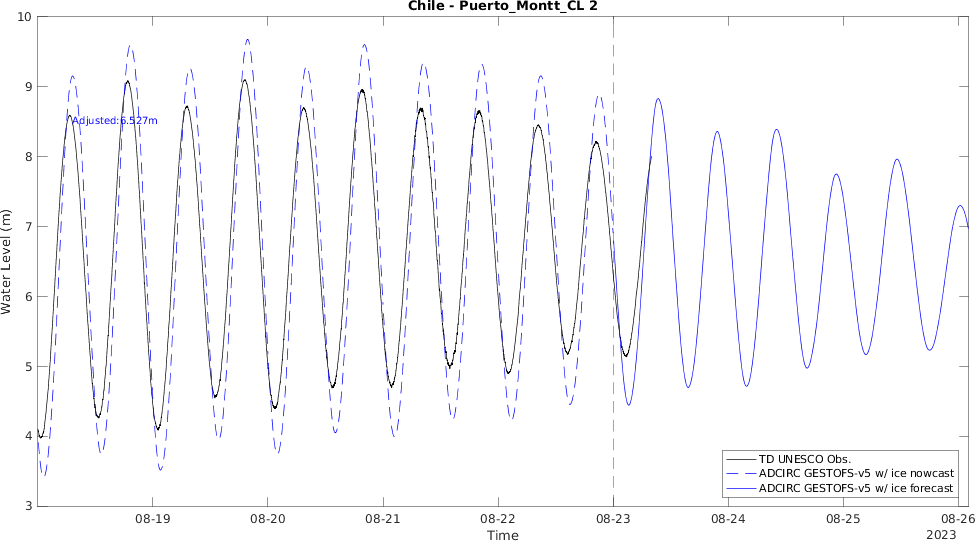 Chile - Puerto_Montt_CL 2
10
9
8
7
6
5
4
3
Water Level (m)
Adjusted:6.527m
TD UNESCO Obs.
ADCIRC GESTOFS-v5 w/ ice nowcast
ADCIRC GESTOFS-v5 w/ ice forecast
08-19
08-20
08-21
08-22
08-23
08-24
08-25
08-26
Time
2023